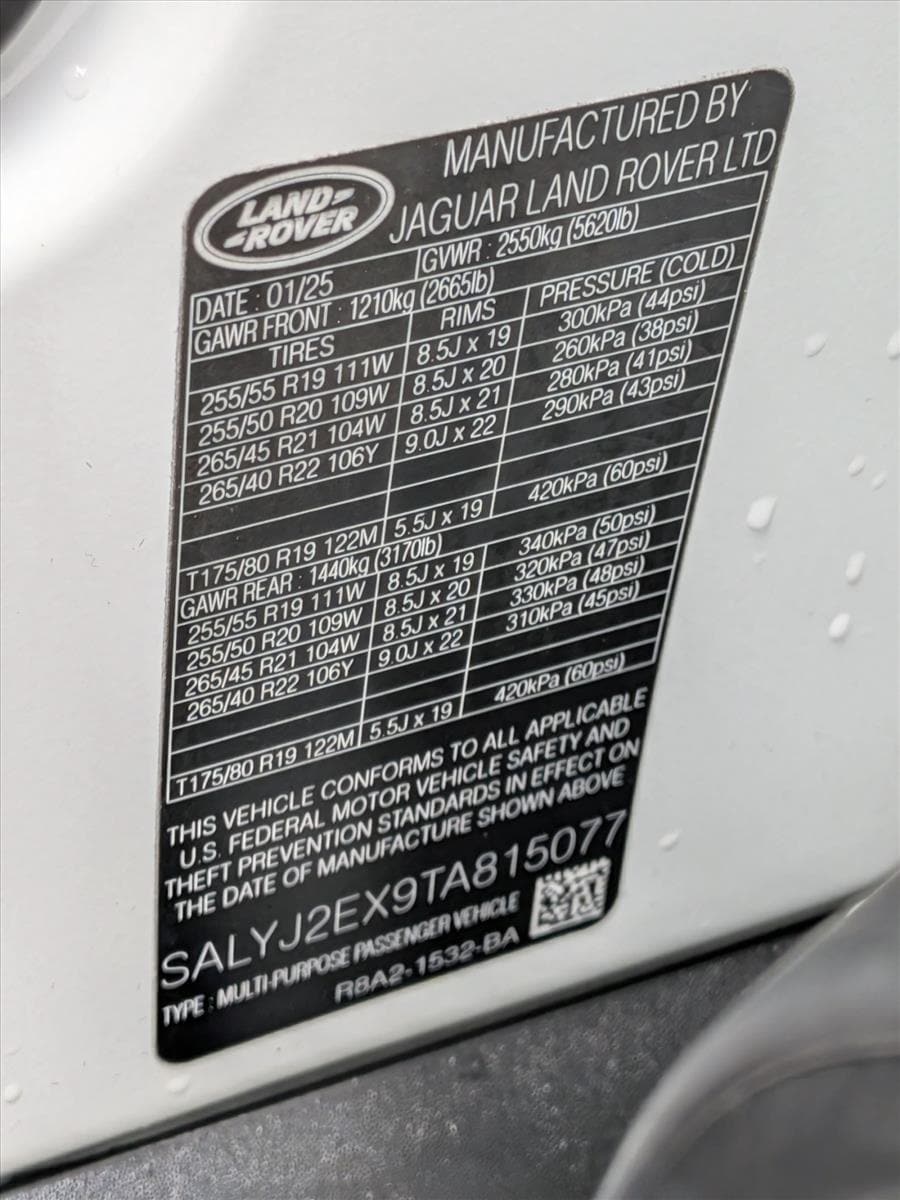 LAND-
-ROVER
MANUFACTURED BY
JAGUAR LAND ROVER LTD
DATE : 01/25 GVWR : 2550kg (5620lb)
GAWR FRONT : 1210kg (2665lb)
TIRES RIMS PRESSURE (COLD)
255/55 R19 111W 8.5J x 19 300kPa (44psi)
255/50 R20 109W 8.5J x 20 260kPa (38psi)
265/45 R21 104W 8.5J x 21 280kPa (41psi)
265/40 R22 106Y 9.0J x 22 290kPa (43psi)
T175/80 R19 122M 5.5J x 19 420kPa (60psi)
GAWR REAR : 1440kg (3170lb)
255/55 R19 111W 8.5J x 19 340kPa (50psi)
255/50 R20 109W 8.5J x 20 320kPa (47psi)
265/45 R21 104W 8.5J x 21 330kPa (48psi)
265/40 R22 106Y 9.0J x 22 310kPa (45psi)
T175/80 R19 122M 5.5J x 19 420kPa (60psi)
THIS VEHICLE CONFORMS TO ALL APPLICABLE
U.S. FEDERAL MOTOR VEHICLE SAFETY AND
THEFT PREVENTION STANDARDS IN EFFECT ON
THE DATE OF MANUFACTURE SHOWN ABOVE
SALYJ2EX9TA815077
TYPE : MULTI-PURPOSE PASSENGER VEHICLE
R8A2-1532-BA